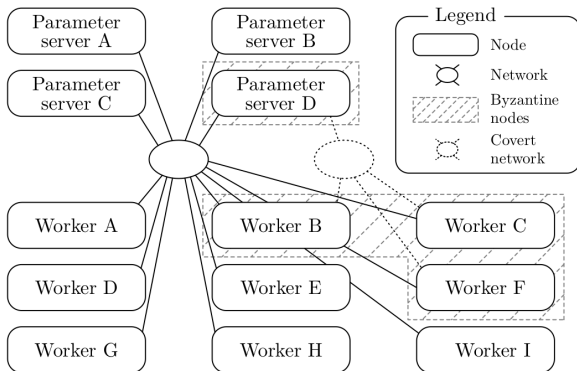 Parameter
server A
Parameter
server B
Parameter
server C
Parameter
server D
Legend
Node
Network
Byzantine
nodes
Covert
network
Worker A
Worker B
Worker C
Worker D
Worker E
Worker F
Worker G
Worker H
Worker I